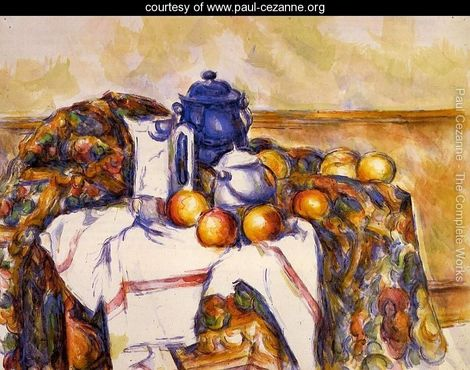 courtesy of www.paul-cezanne.org
Paul Cezanne - The Complete Works